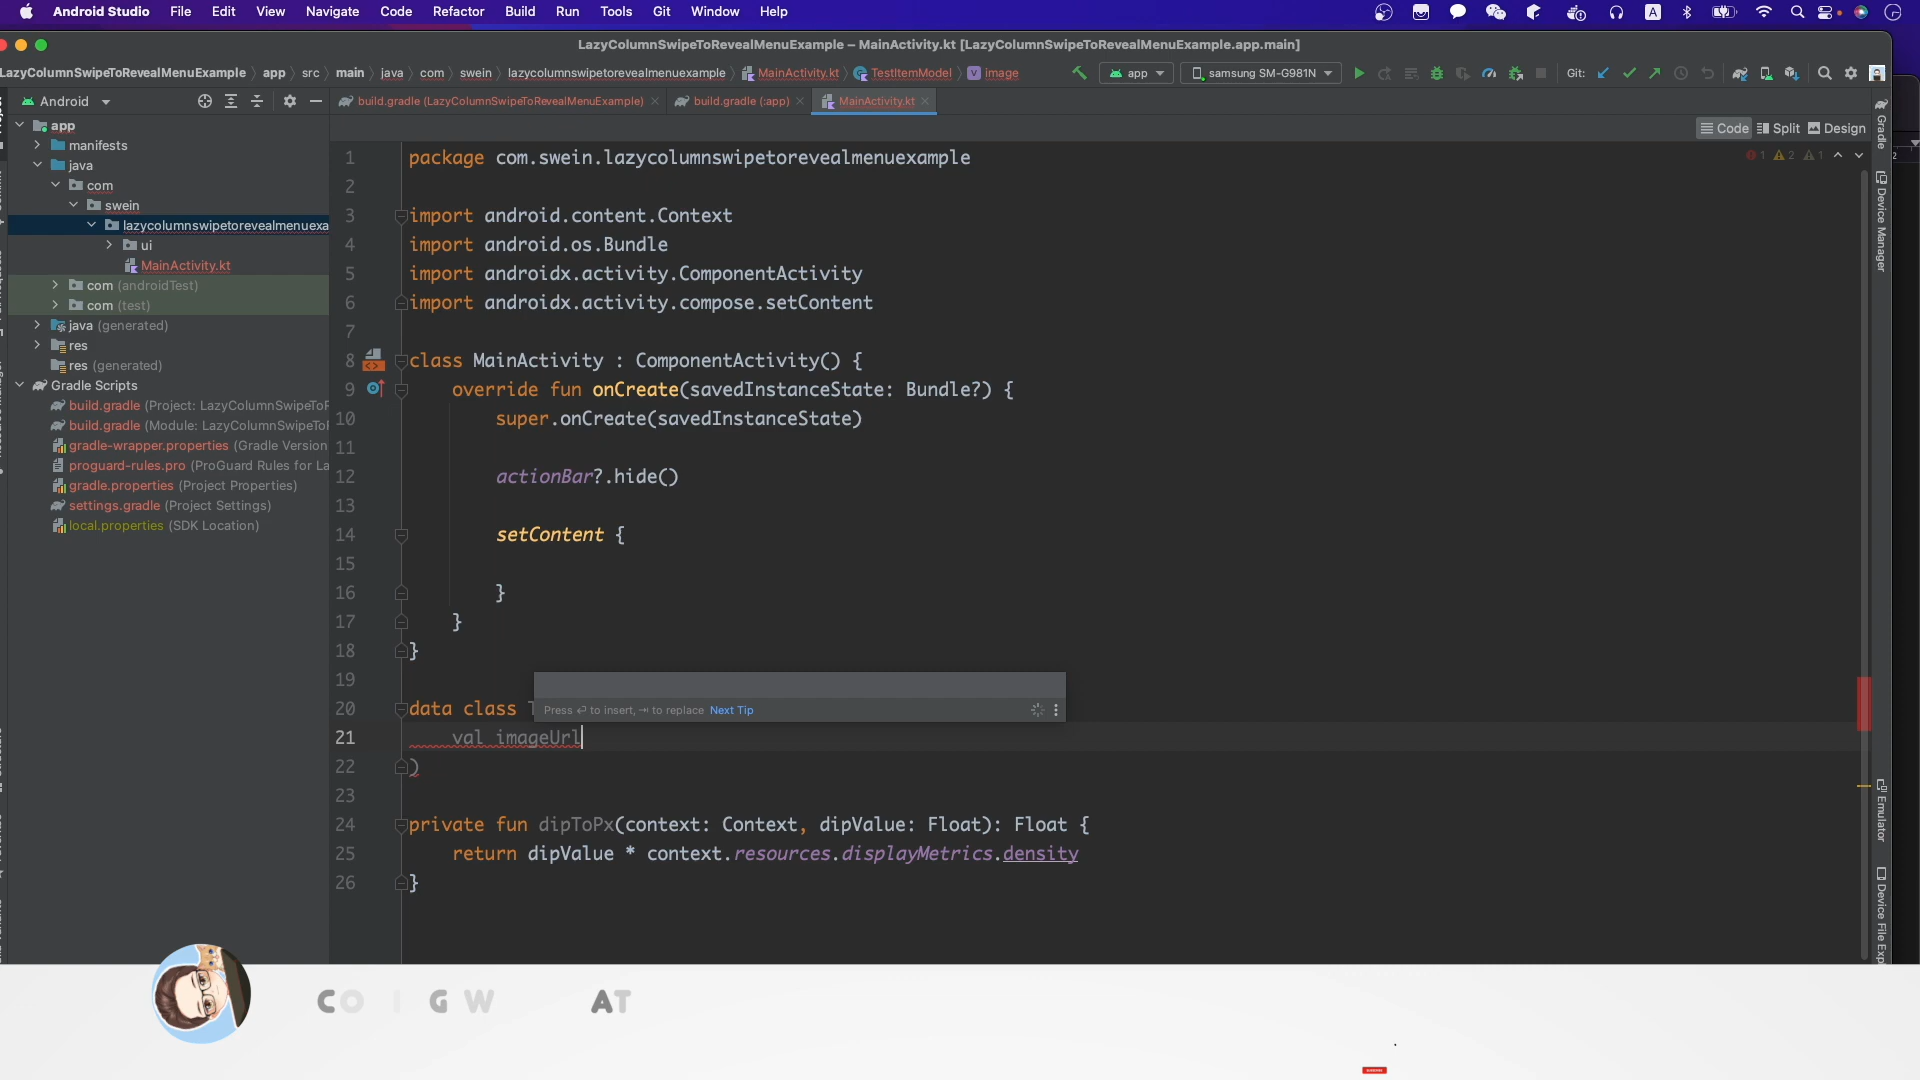 Android Studio File Edit View Navigate Code Refactor Build Run Tools Git Window Help
LazyColumnSwipeToRevealMenuExample – MainActivity.kt [LazyColumnSwipeToRevealMenuExample.app.main]
LazyColumnSwipeToRevealMenuExample app src main java com swein lazycolumnswipetorevealmenuexample MainActivity.kt TestItemModel image app samsung SM-G981N Git:
Android
build.gradle (LazyColumnSwipeToRevealMenuExample) build.gradle (:app) MainActivity.kt
Code Split Design
1 2 1
app
manifests
java
com
swein
lazycolumnswipetorevealmenuexa
ui
MainActivity.kt
com (androidTest)
com (test)
java (generated)
res
res (generated)
Gradle Scripts
build.gradle (Project: LazyColumnSwipeToR
build.gradle (Module: LazyColumnSwipeTo
gradle-wrapper.properties (Gradle Version
proguard-rules.pro (ProGuard Rules for La
gradle.properties (Project Properties)
settings.gradle (Project Settings)
local.properties (SDK Location)
1 package com.swein.lazycolumnswipetorevealmenuexample
2
3 import android.content.Context
4 import android.os.Bundle
5 import androidx.activity.ComponentActivity
6 import androidx.activity.compose.setContent
7
8 class MainActivity : ComponentActivity() {
9 override fun onCreate(savedInstanceState: Bundle?) {
10 super.onCreate(savedInstanceState)
11
12 actionBar?.hide()
13
14 setContent {
15
16 }
17 }
18 }
19
20 data class T
Press ↵ to insert, ⇥ to replace Next Tip
21 val imageUrl
22 )
23
24 private fun dipToPx(context: Context, dipValue: Float): Float {
25 return dipValue * context.resources.displayMetrics.density
26 }
Gradle
Device Manager
Emulator
Device File Expl
CO I G W AT